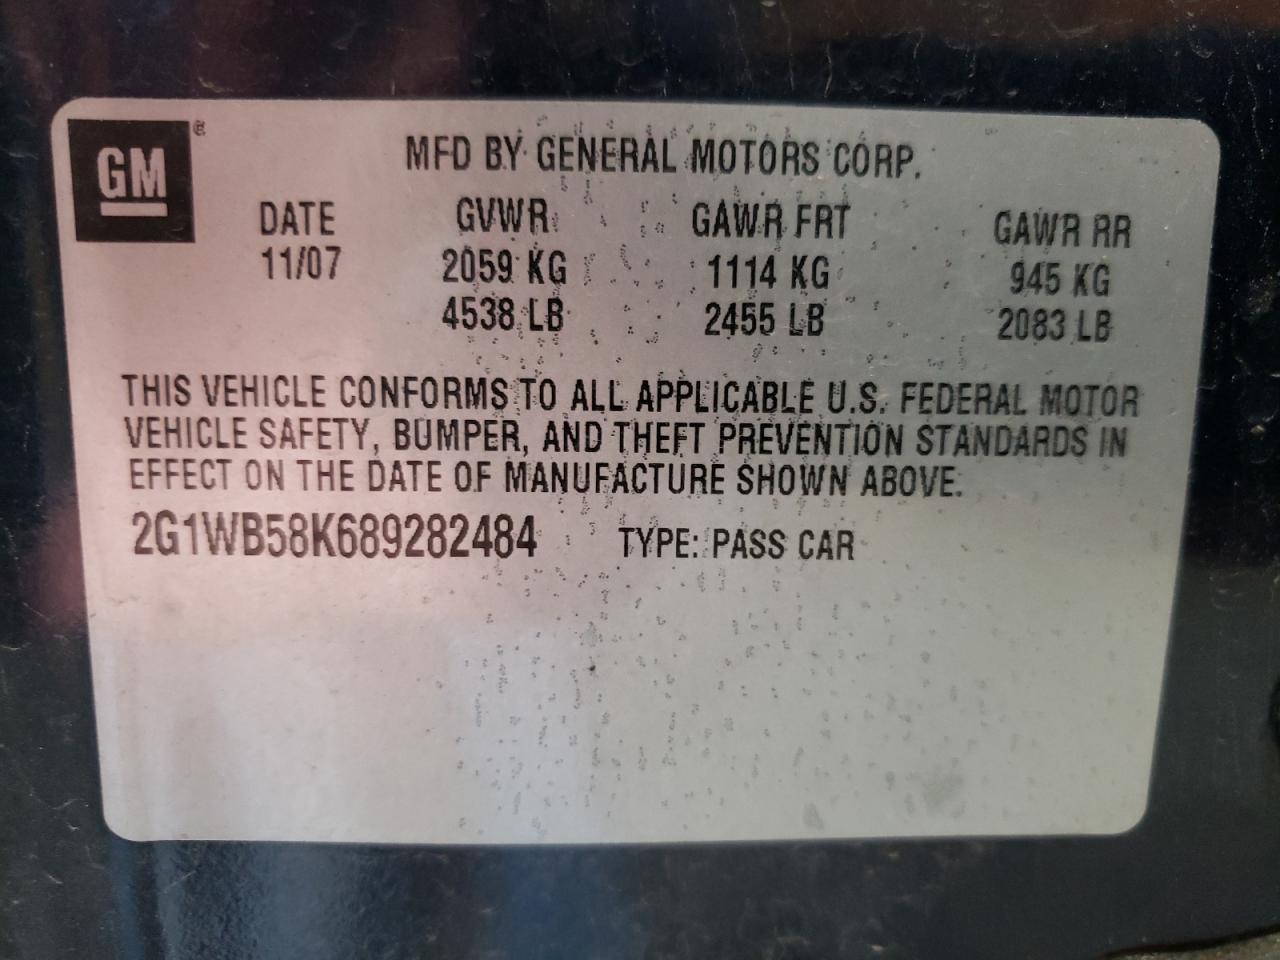 GM ®
MFD BY GENERAL MOTORS CORP.
DATE GVWR GAWR FRT GAWR RR
11/07 2059 KG 1114 KG 945 KG
4538 LB 2455 LB 2083 LB
THIS VEHICLE CONFORMS TO ALL APPLICABLE U.S. FEDERAL MOTOR
VEHICLE SAFETY, BUMPER, AND THEFT PREVENTION STANDARDS IN
EFFECT ON THE DATE OF MANUFACTURE SHOWN ABOVE.
2G1WB58K689282484 TYPE: PASS CAR